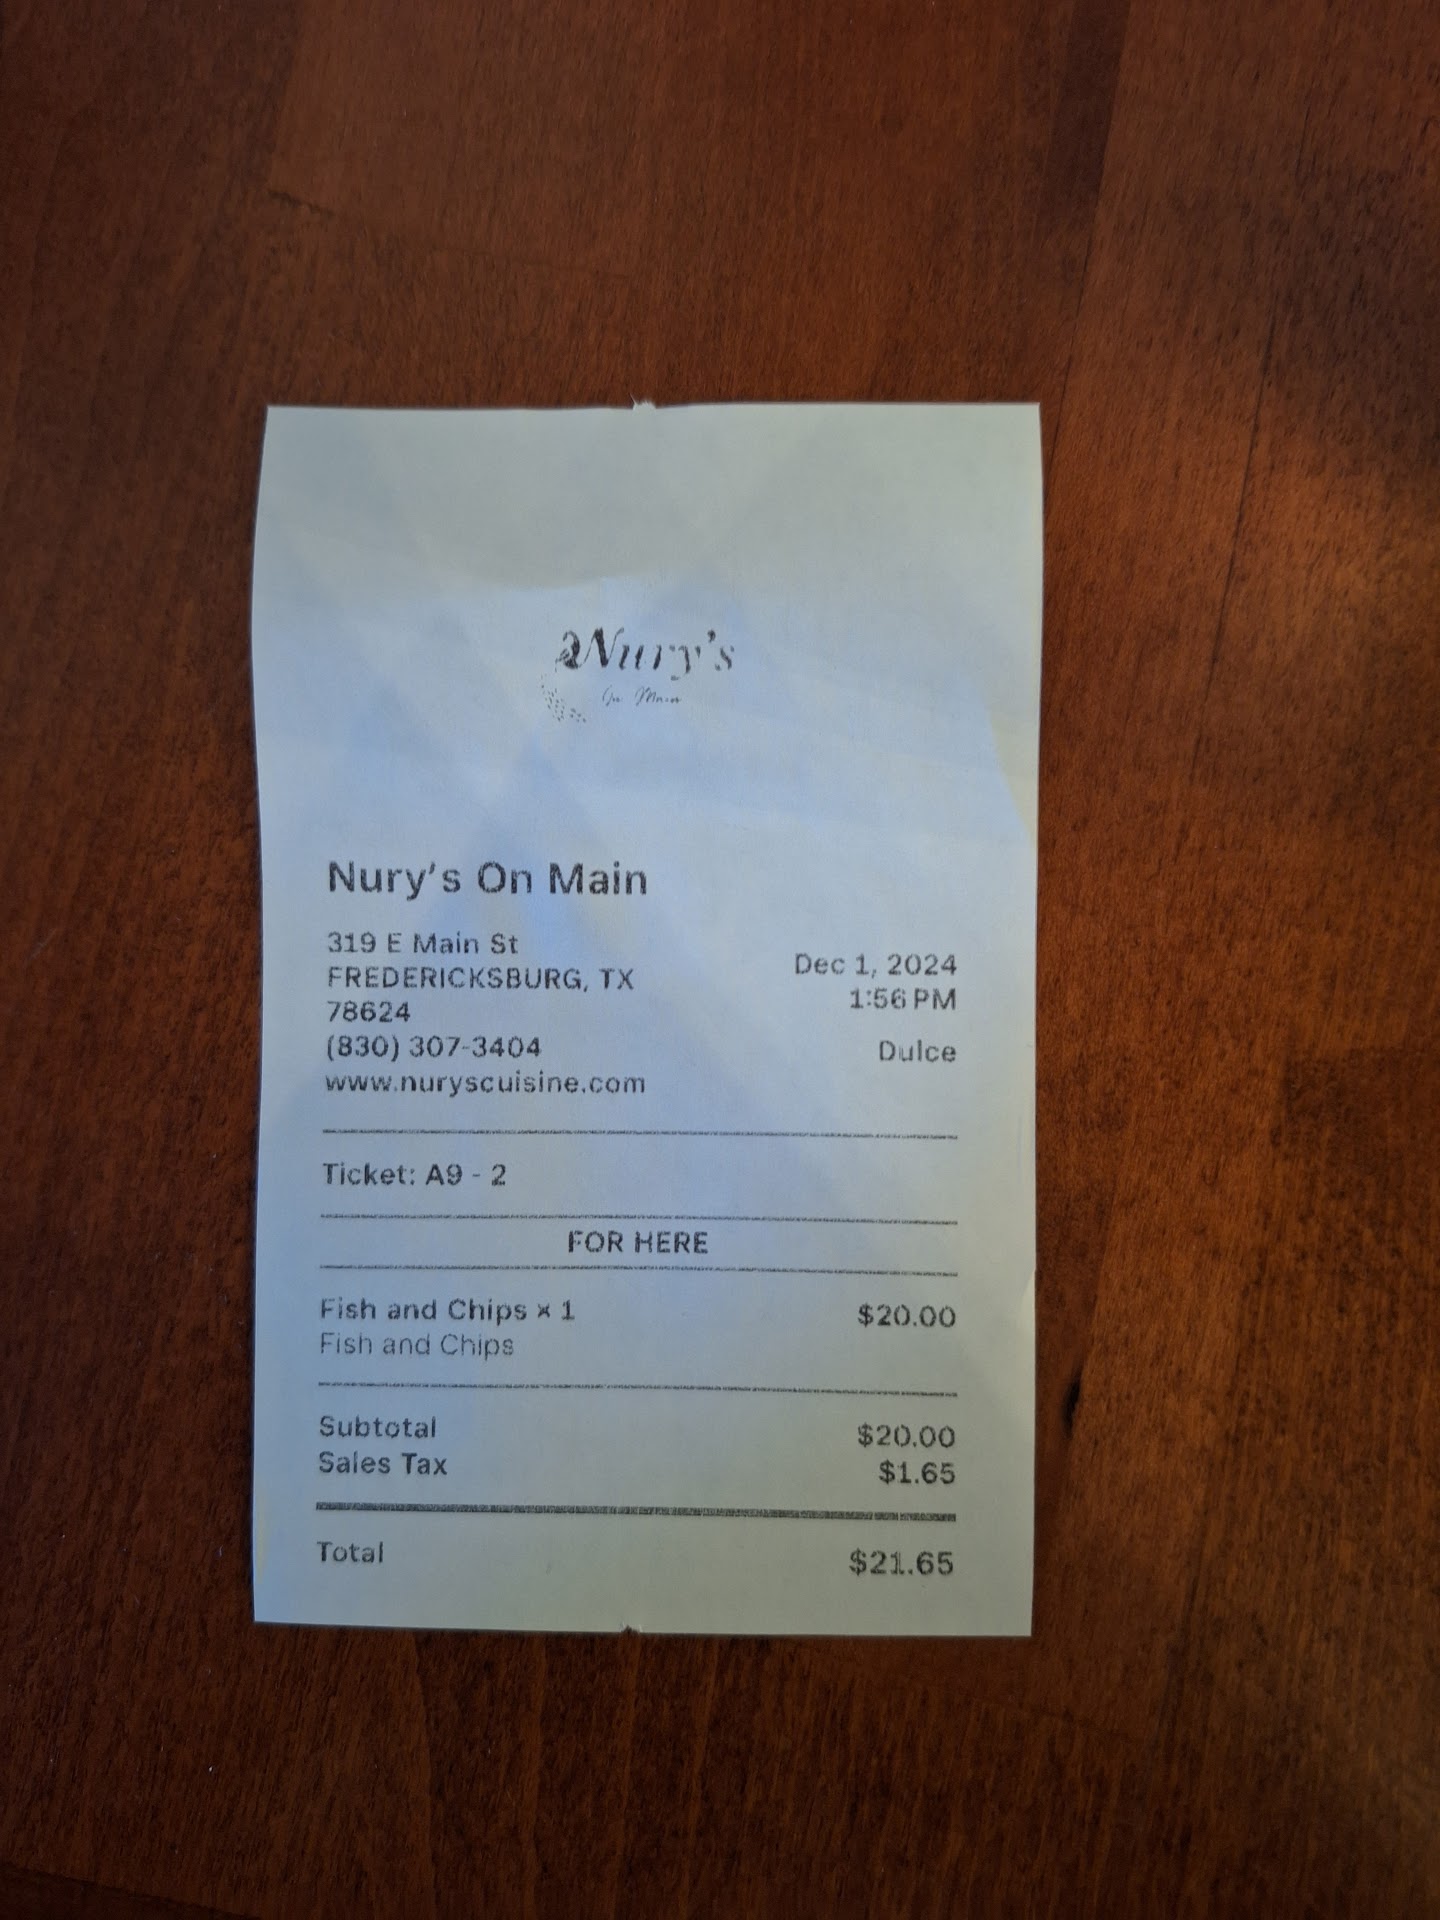 Nury's
On Main
Nury's On Main
319 E Main St
FREDERICKSBURG, TX
78624
(830) 307-3404
www.nuryscuisine.com
Dec 1, 2024
1:56 PM
Dulce
Ticket: A9 - 2
FOR HERE
Fish and Chips × 1 $20.00
Fish and Chips
Subtotal $20.00
Sales Tax $1.65
Total $21.65